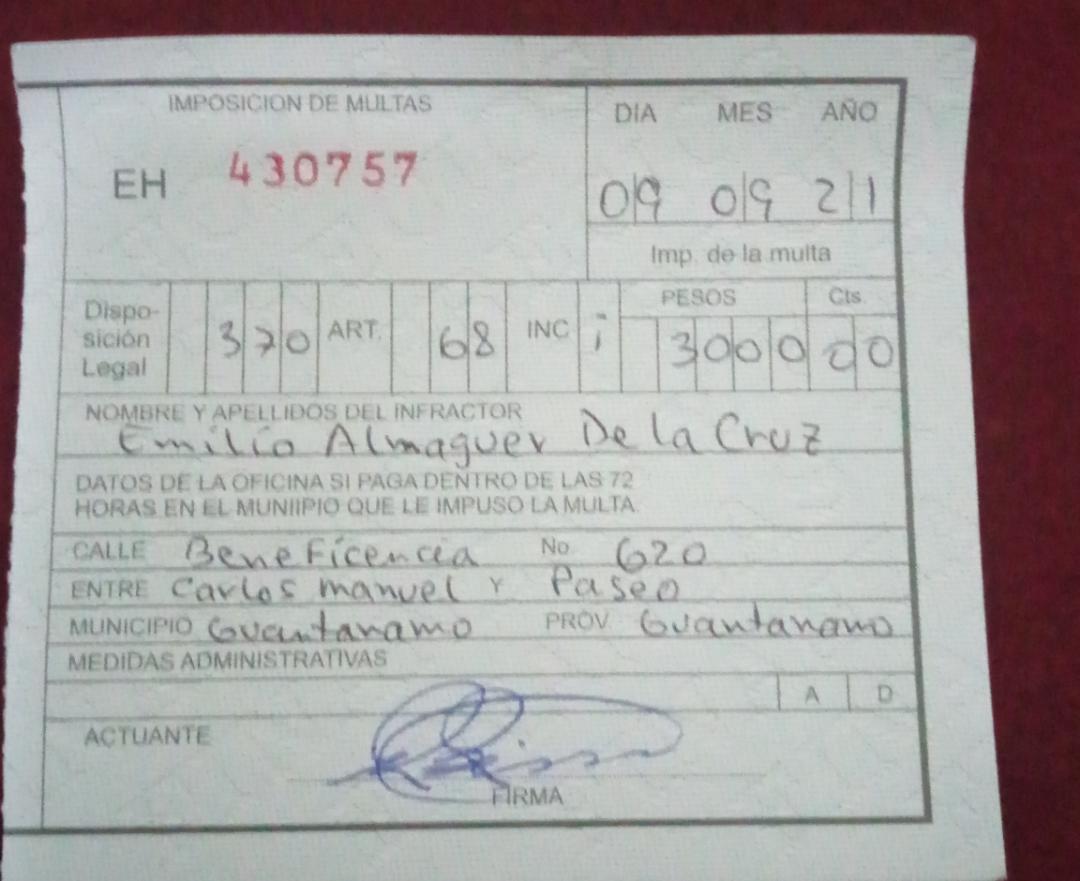 IMPOSICION DE MULTAS
DIA MES AÑO
EH 430757
09 09 21
Imp. de la multa
Dispo-
sición
Legal
370 ART. 68 INC i
PESOS Cts.
3000 00
NOMBRE Y APELLIDOS DEL INFRACTOR
Emilio Almaguer De la Cruz
DATOS DE LA OFICINA SI PAGA DENTRO DE LAS 72
HORAS EN EL MUNIIPIO QUE LE IMPUSO LA MULTA.
CALLE Beneficencia No 620
ENTRE Carlos manuel Y Paseo
MUNICIPIO Guantanamo PROV Guantanamo
MEDIDAS ADMINISTRATIVAS
A D
ACTUANTE
FIRMA